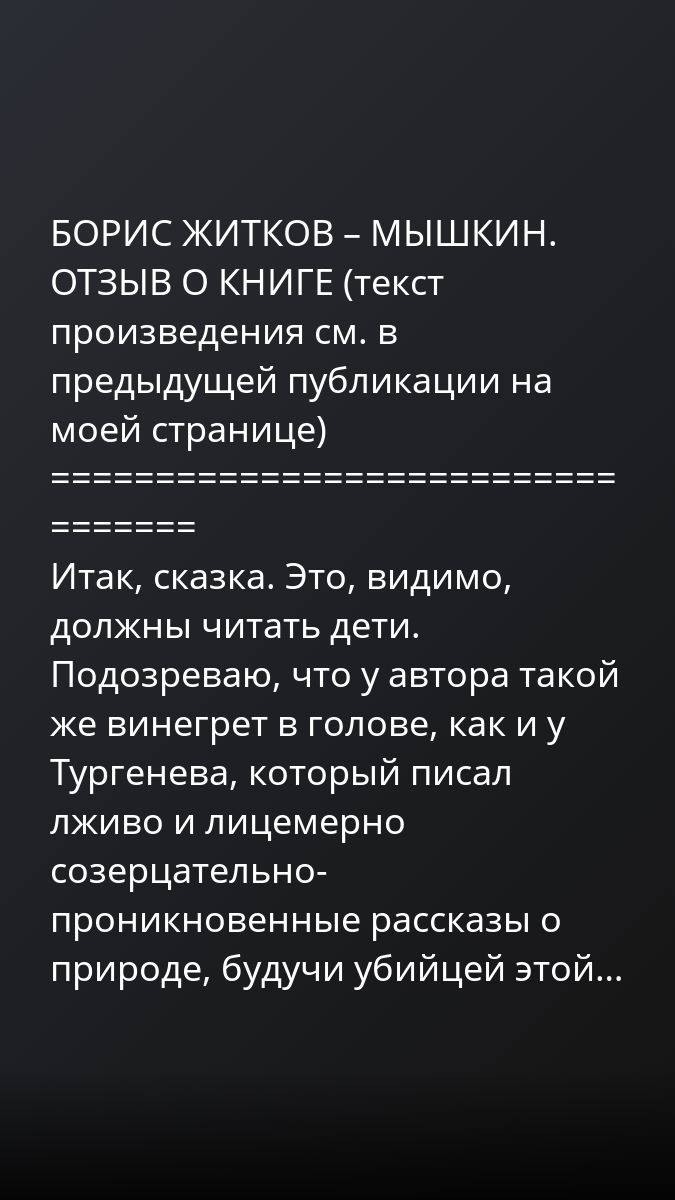 БОРИС ЖИТКОВ – МЫШКИН.
ОТЗЫВ О КНИГЕ (текст
произведения см. в
предыдущей публикации на
моей странице)
===========================
=======
Итак, сказка. Это, видимо,
должны читать дети.
Подозреваю, что у автора такой
же винегрет в голове, как и у
Тургенева, который писал
лживо и лицемерно
созерцательно-
проникновенные рассказы о
природе, будучи убийцей этой...